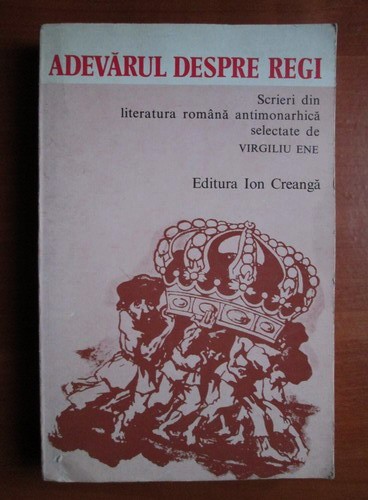 ADEVĂRUL DESPRE REGI
Scrieri din
literatura română antimonarhică
selectate de
VIRGILIU ENE
Editura Ion Creangă